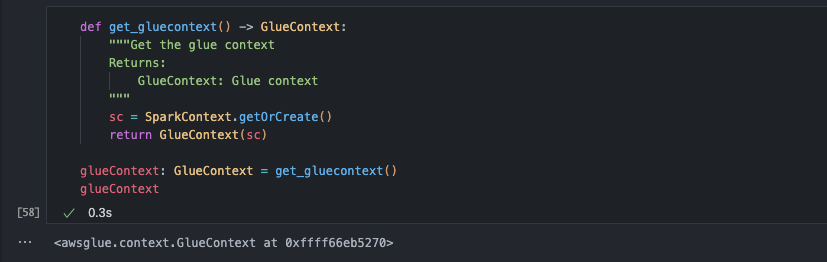 def get_gluecontext() -> GlueContext:
    """Get the glue context
    Returns:
        GlueContext: Glue context
    """
    sc = SparkContext.getOrCreate()
    return GlueContext(sc)

glueContext: GlueContext = get_gluecontext()
glueContext
[58] ✓ 0.3s
... <awsglue.context.GlueContext at 0xffff66eb5270>